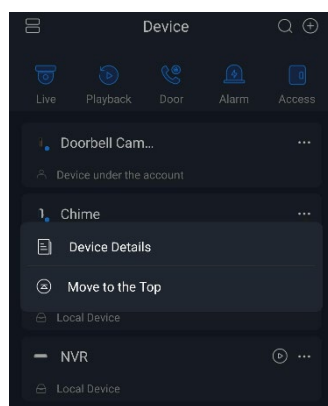 Device
Live Playback Door Alarm Access
Doorbell Cam...
Device under the account
Chime
Device Details
Move to the Top
Local Device
NVR
Local Device